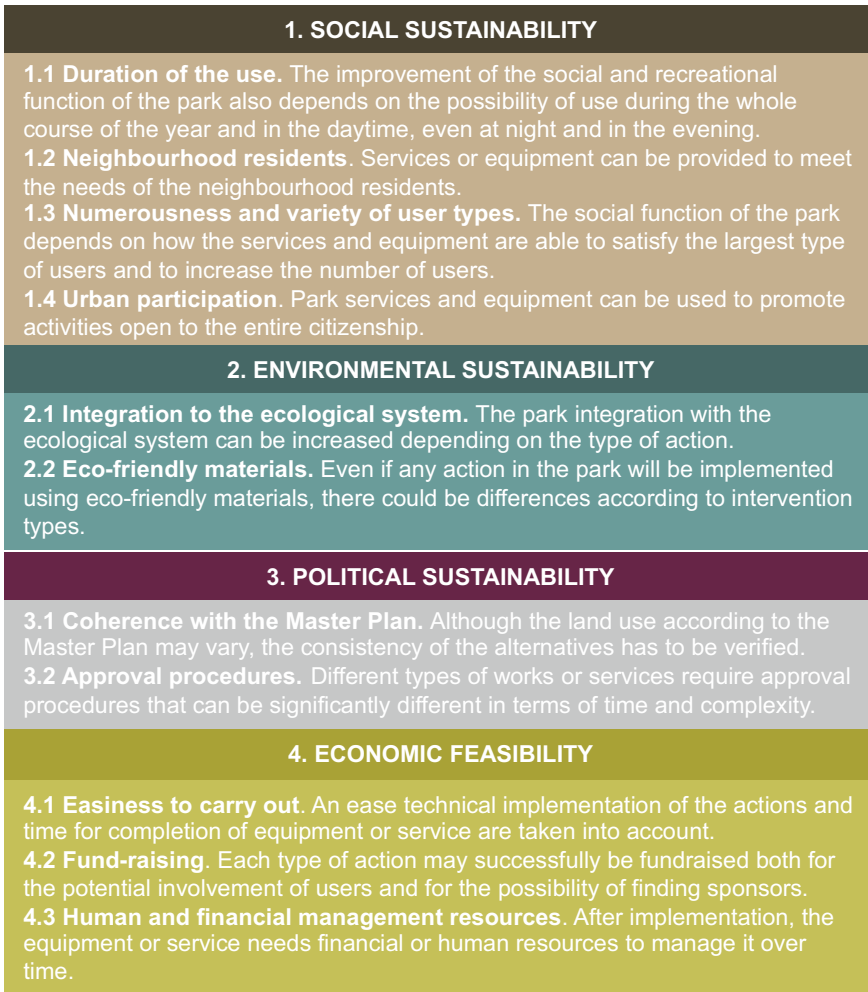 1. SOCIAL SUSTAINABILITY
1.1 Duration of the use. The improvement of the social and recreational
function of the park also depends on the possibility of use during the whole
course of the year and in the daytime, even at night and in the evening.
1.2 Neighbourhood residents. Services or equipment can be provided to meet
the needs of the neighbourhood residents.
1.3 Numerousness and variety of user types. The social function of the park
depends on how the services and equipment are able to satisfy the largest type
of users and to increase the number of users.
1.4 Urban participation. Park services and equipment can be used to promote
activities open to the entire citizenship.
2. ENVIRONMENTAL SUSTAINABILITY
2.1 Integration to the ecological system. The park integration with the
ecological system can be increased depending on the type of action.
2.2 Eco-friendly materials. Even if any action in the park will be implemented
using eco-friendly materials, there could be differences according to intervention
types.
3. POLITICAL SUSTAINABILITY
3.1 Coherence with the Master Plan. Although the land use according to the
Master Plan may vary, the consistency of the alternatives has to be verified.
3.2 Approval procedures. Different types of works or services require approval
procedures that can be significantly different in terms of time and complexity.
4. ECONOMIC FEASIBILITY
4.1 Easiness to carry out. An ease technical implementation of the actions and
time for completion of equipment or service are taken into account.
4.2 Fund-raising. Each type of action may successfully be fundraised both for
the potential involvement of users and for the possibility of finding sponsors.
4.3 Human and financial management resources. After implementation, the
equipment or service needs financial or human resources to manage it over
time.